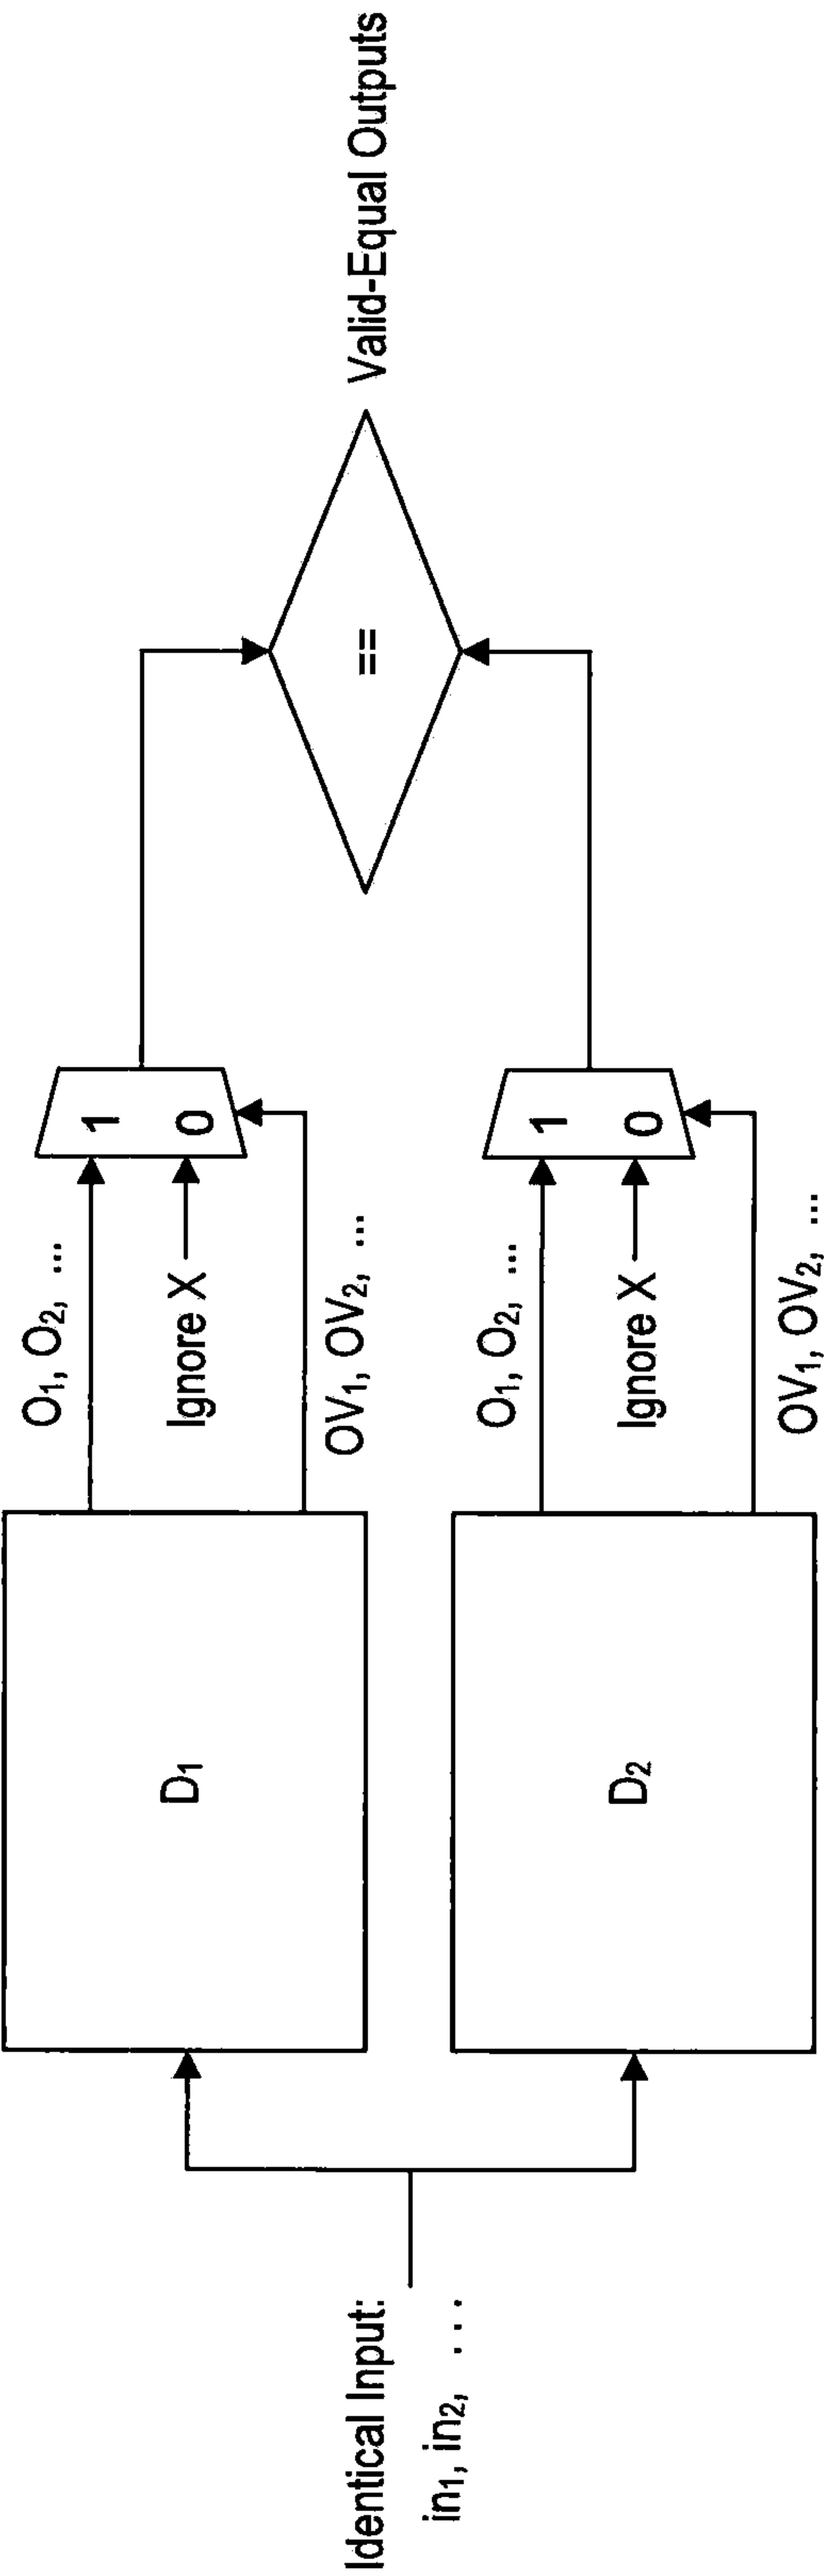 Identical Input:
in₁, in₂, ...
D₁
O₁, O₂, ...
Ignore X
OV₁, OV₂, ...
1
0
D₂
O₁, O₂, ...
Ignore X
OV₁, OV₂, ...
1
0
==
Valid-Equal Outputs